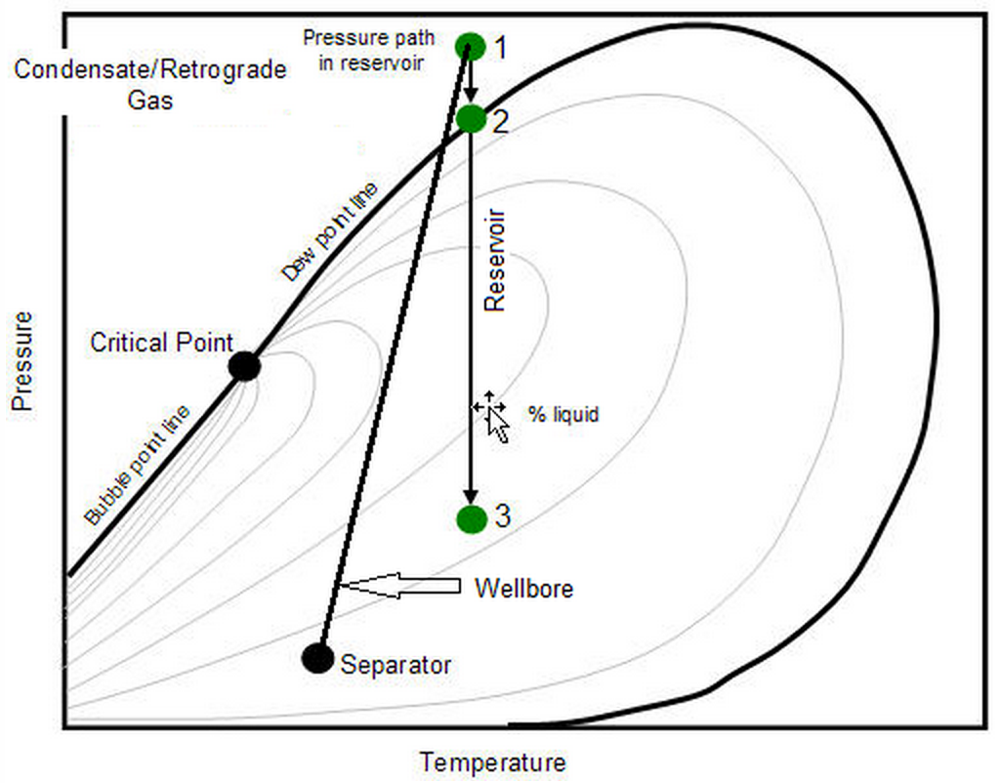 Pressure path
in reservoir
1
Condensate/Retrograde
Gas
2
Dew point line
Reservoir
Critical Point
Pressure
Bubble point line
% liquid
3
Wellbore
Separator
Temperature